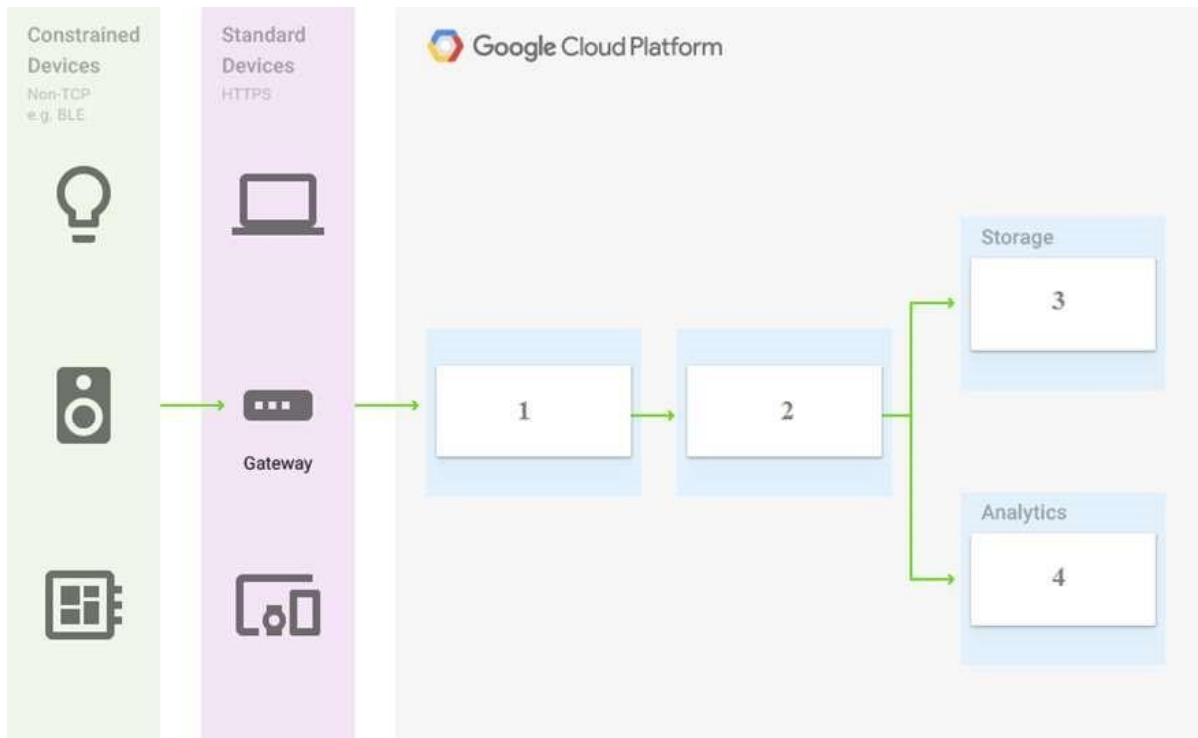 Constrained
Devices
Non-TCP
e.g. BLE
Standard
Devices
HTTPS
Google Cloud Platform
Storage
3
1
2
Gateway
Analytics
4